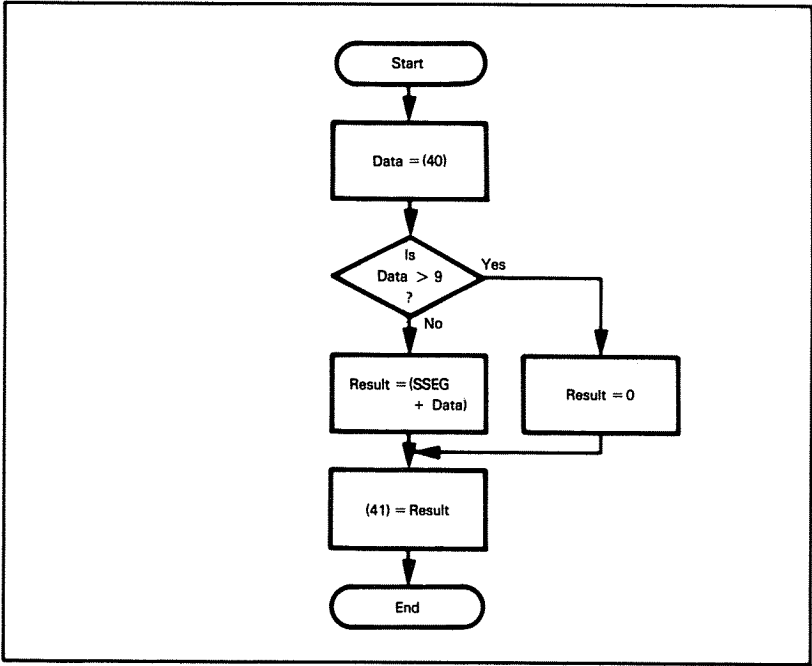 Start
Data = (40)
Is
Data > 9
?
Yes
No
Result = (SSEG
+ Data)
Result = 0
(41) = Result
End